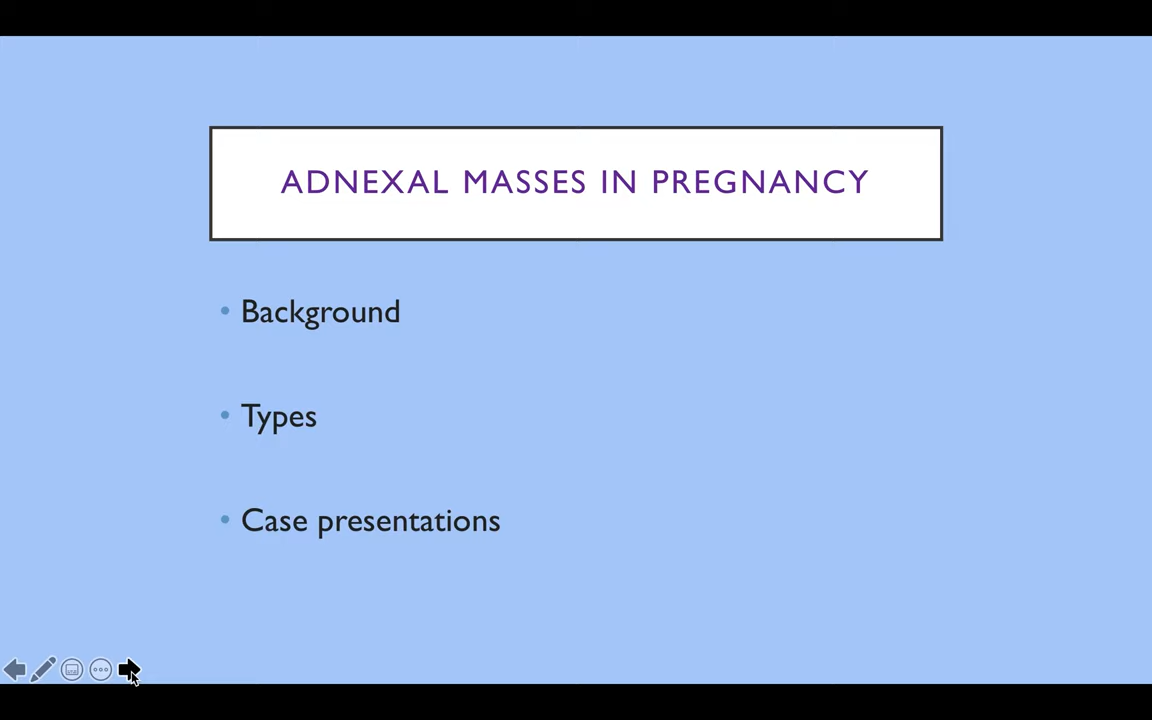 ADNEXAL MASSES IN PREGNANCY
• Background
• Types
• Case presentations